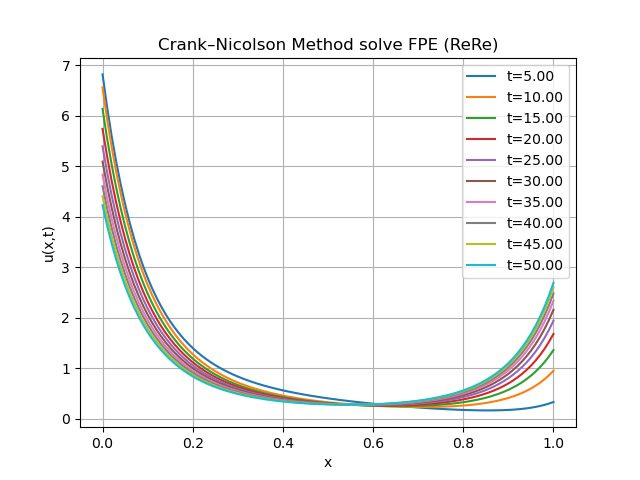 Crank–Nicolson Method solve FPE (ReRe)
u(x,t)
7
6
5
4
3
2
1
0
0.0 0.2 0.4 0.6 0.8 1.0
x
t=5.00
t=10.00
t=15.00
t=20.00
t=25.00
t=30.00
t=35.00
t=40.00
t=45.00
t=50.00